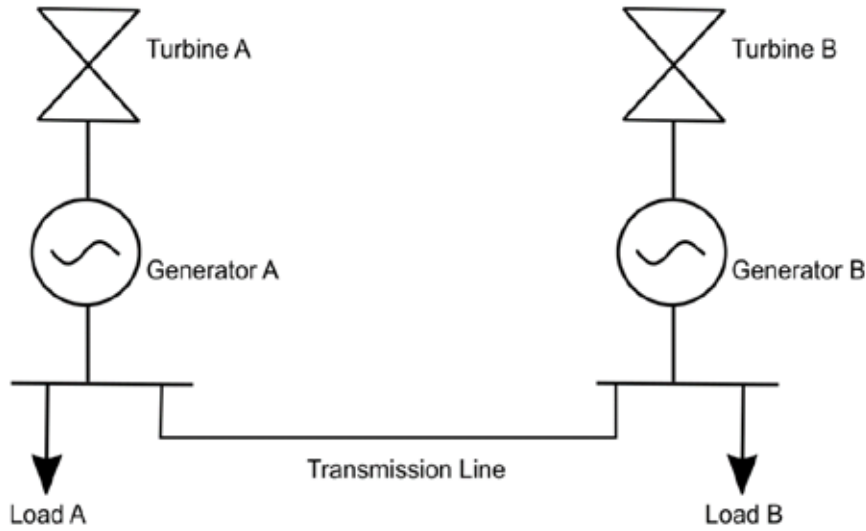 Turbine A
Turbine B
Generator A
Generator B
Transmission Line
Load A
Load B